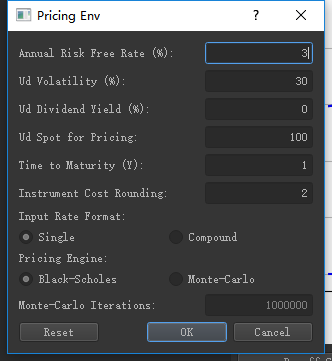 Pricing Env
Annual Risk Free Rate (%): 3
Ud Volatility (%): 30
Ud Dividend Yield (%): 0
Ud Spot for Pricing: 100
Time to Maturity (Y): 1
Instrument Cost Rounding: 2
Input Rate Format:
Single Compound
Pricing Engine:
Black-Scholes Monte-Carlo
Monte-Carlo Iterations: 1000000
Reset OK Cancel